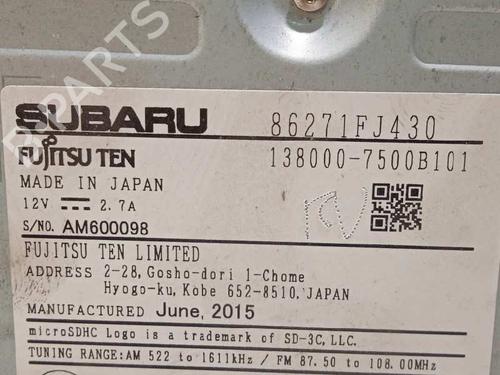 SUBARU 86271FJ430
FUJITSU TEN 138000-7500B101
MADE IN JAPAN
12V 2.7A
S/NO. AM600098
FUJITSU TEN LIMITED
ADDRESS 2-28, Gosho-dori 1-Chome
Hyogo-ku, Kobe 652-8510, JAPAN
MANUFACTURED June, 2015
microSDHC Logo is a trademark of SD-3C, LLC.
TUNING RANGE:AM 522 to 1611kHz / FM 87.50 to 108.00MHz